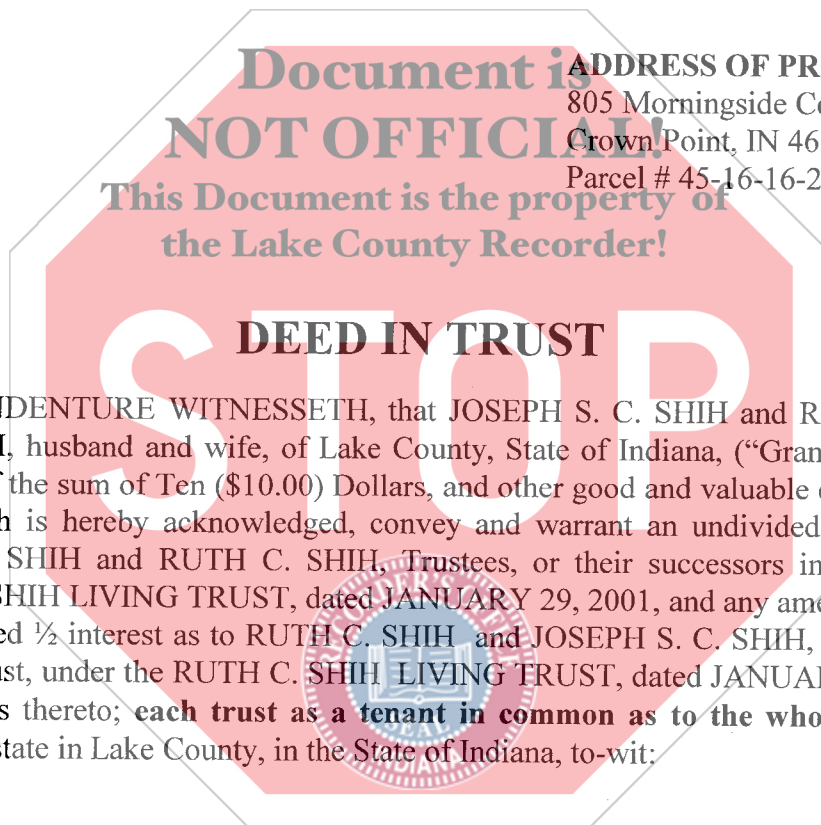 Document is
NOT OFFICIAL!
This Document is the property of
the Lake County Recorder!
ADDRESS OF PR
805 Morningside Co
Crown Point, IN 46
Parcel # 45-16-16-2
STOP
DEED IN TRUST
NDENTURE WITNESSETH, that JOSEPH S. C. SHIH and R
H, husband and wife, of Lake County, State of Indiana, (“Gran
f the sum of Ten ($10.00) Dollars, and other good and valuable
h is hereby acknowledged, convey and warrant an undivided
SHIH and RUTH C. SHIH, Trustees, or their successors in
SHIH LIVING TRUST, dated JANUARY 29, 2001, and any ame
ed ½ interest as to RUTH C. SHIH and JOSEPH S. C. SHIH,
ust, under the RUTH C. SHIH LIVING TRUST, dated JANUA
s thereto; each trust as a tenant in common as to the who
state in Lake County, in the State of Indiana, to-wit:
RECORDER'S
SEAL
INDIANA